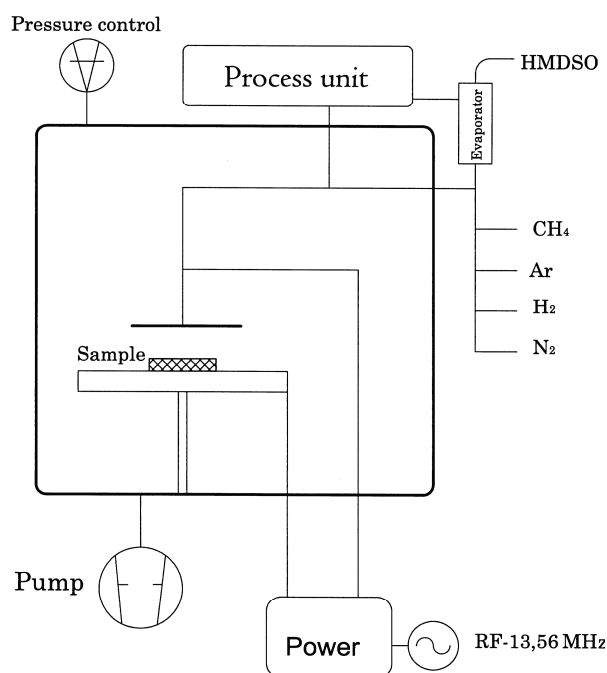 Pressure control
Process unit
HMDSO
Evaporator
CH₄
Ar
H₂
N₂
Sample
Pump
Power
RF-13,56 MHz